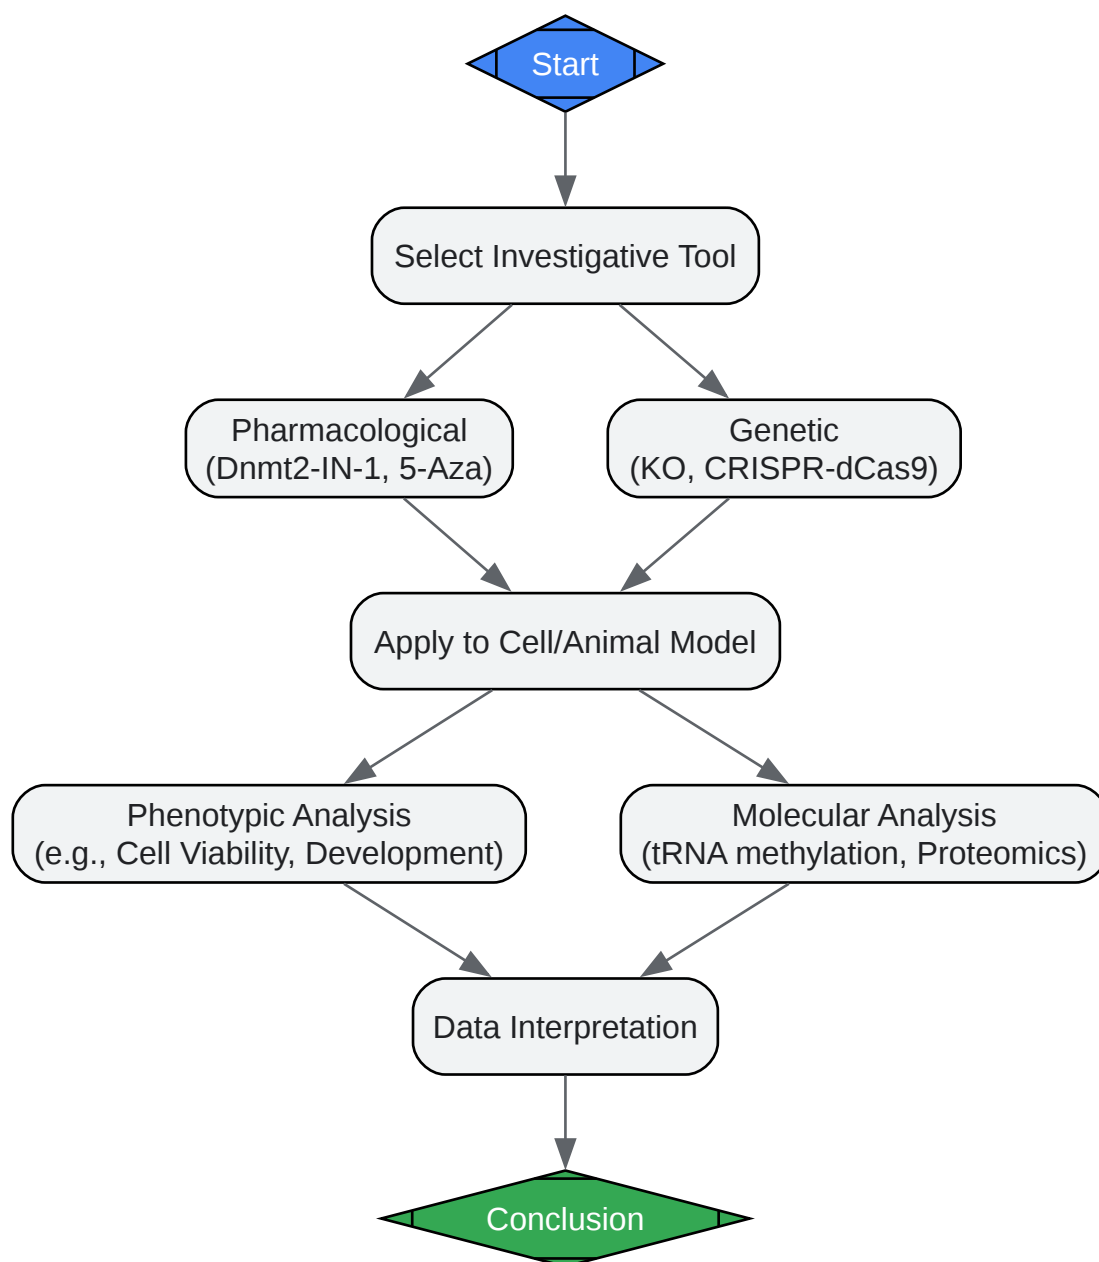 Start
Select Investigative Tool
Pharmacological
(Dnmt2-IN-1, 5-Aza)
Genetic
(KO, CRISPR-dCas9)
Apply to Cell/Animal Model
Phenotypic Analysis
(e.g., Cell Viability, Development)
Molecular Analysis
(tRNA methylation, Proteomics)
Data Interpretation
Conclusion